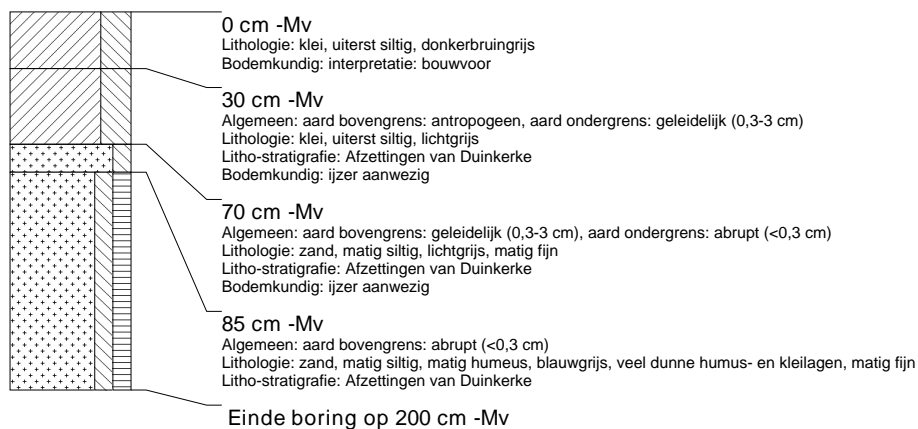 0 cm -Mv
Lithologie: klei, uiterst siltig, donkerbruingrijs
Bodemkundig: interpretatie: bouwvoor
30 cm -Mv
Algemeen: aard bovengrens: antropogeen, aard ondergrens: geleidelijk (0,3-3 cm)
Lithologie: klei, uiterst siltig, lichtgrijs
Litho-stratigrafie: Afzettingen van Duinkerke
Bodemkundig: ijzer aanwezig
70 cm -Mv
Algemeen: aard bovengrens: geleidelijk (0,3-3 cm), aard ondergrens: abrupt (<0,3 cm)
Lithologie: zand, matig siltig, lichtgrijs, matig fijn
Litho-stratigrafie: Afzettingen van Duinkerke
Bodemkundig: ijzer aanwezig
85 cm -Mv
Algemeen: aard bovengrens: abrupt (<0,3 cm)
Lithologie: zand, matig siltig, matig humeus, blauwgrijs, veel dunne humus- en kleilagen, matig fijn
Litho-stratigrafie: Afzettingen van Duinkerke
Einde boring op 200 cm -Mv